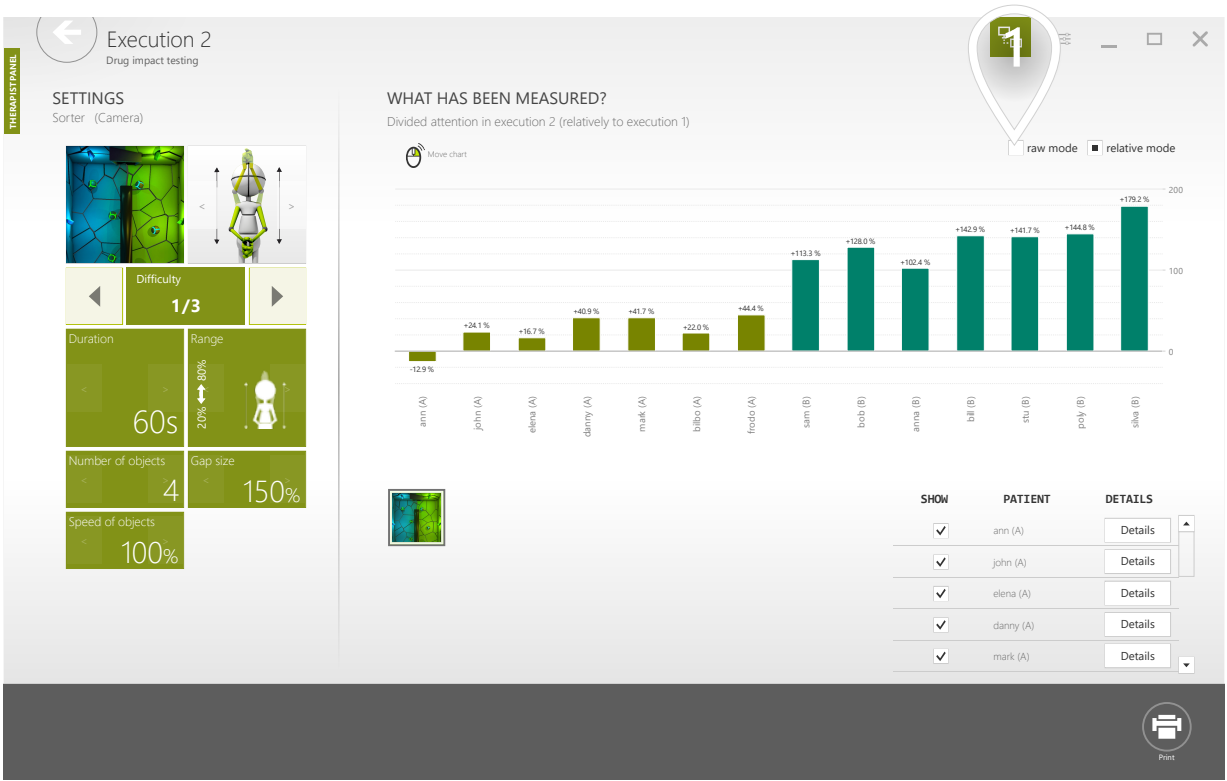 Execution 2
Drug impact testing
1
THERAPIST PANEL
SETTINGS
Sorter (Camera)
Difficulty
1/3
Duration
60s
Range
20% 80%
Number of objects
4
Gap size
150%
Speed of objects
100%
WHAT HAS BEEN MEASURED?
Divided attention in execution 2 (relatively to execution 1)
Move chart
raw mode
relative mode
200
100
0
-12.9 %
+24.1 %
+16.7 %
+40.9 %
+41.7 %
+22.0 %
+44.4 %
+113.3 %
+128.0 %
+102.4 %
+142.9 %
+141.7 %
+144.8 %
+179.2 %
ann (A)
john (A)
elena (A)
danny (A)
mark (A)
bilbo (A)
frodo (A)
sam (B)
bob (B)
anna (B)
bill (B)
stu (B)
poly (B)
silva (B)
SHOW PATIENT DETAILS
ann (A) Details
john (A) Details
elena (A) Details
danny (A) Details
mark (A) Details
Print